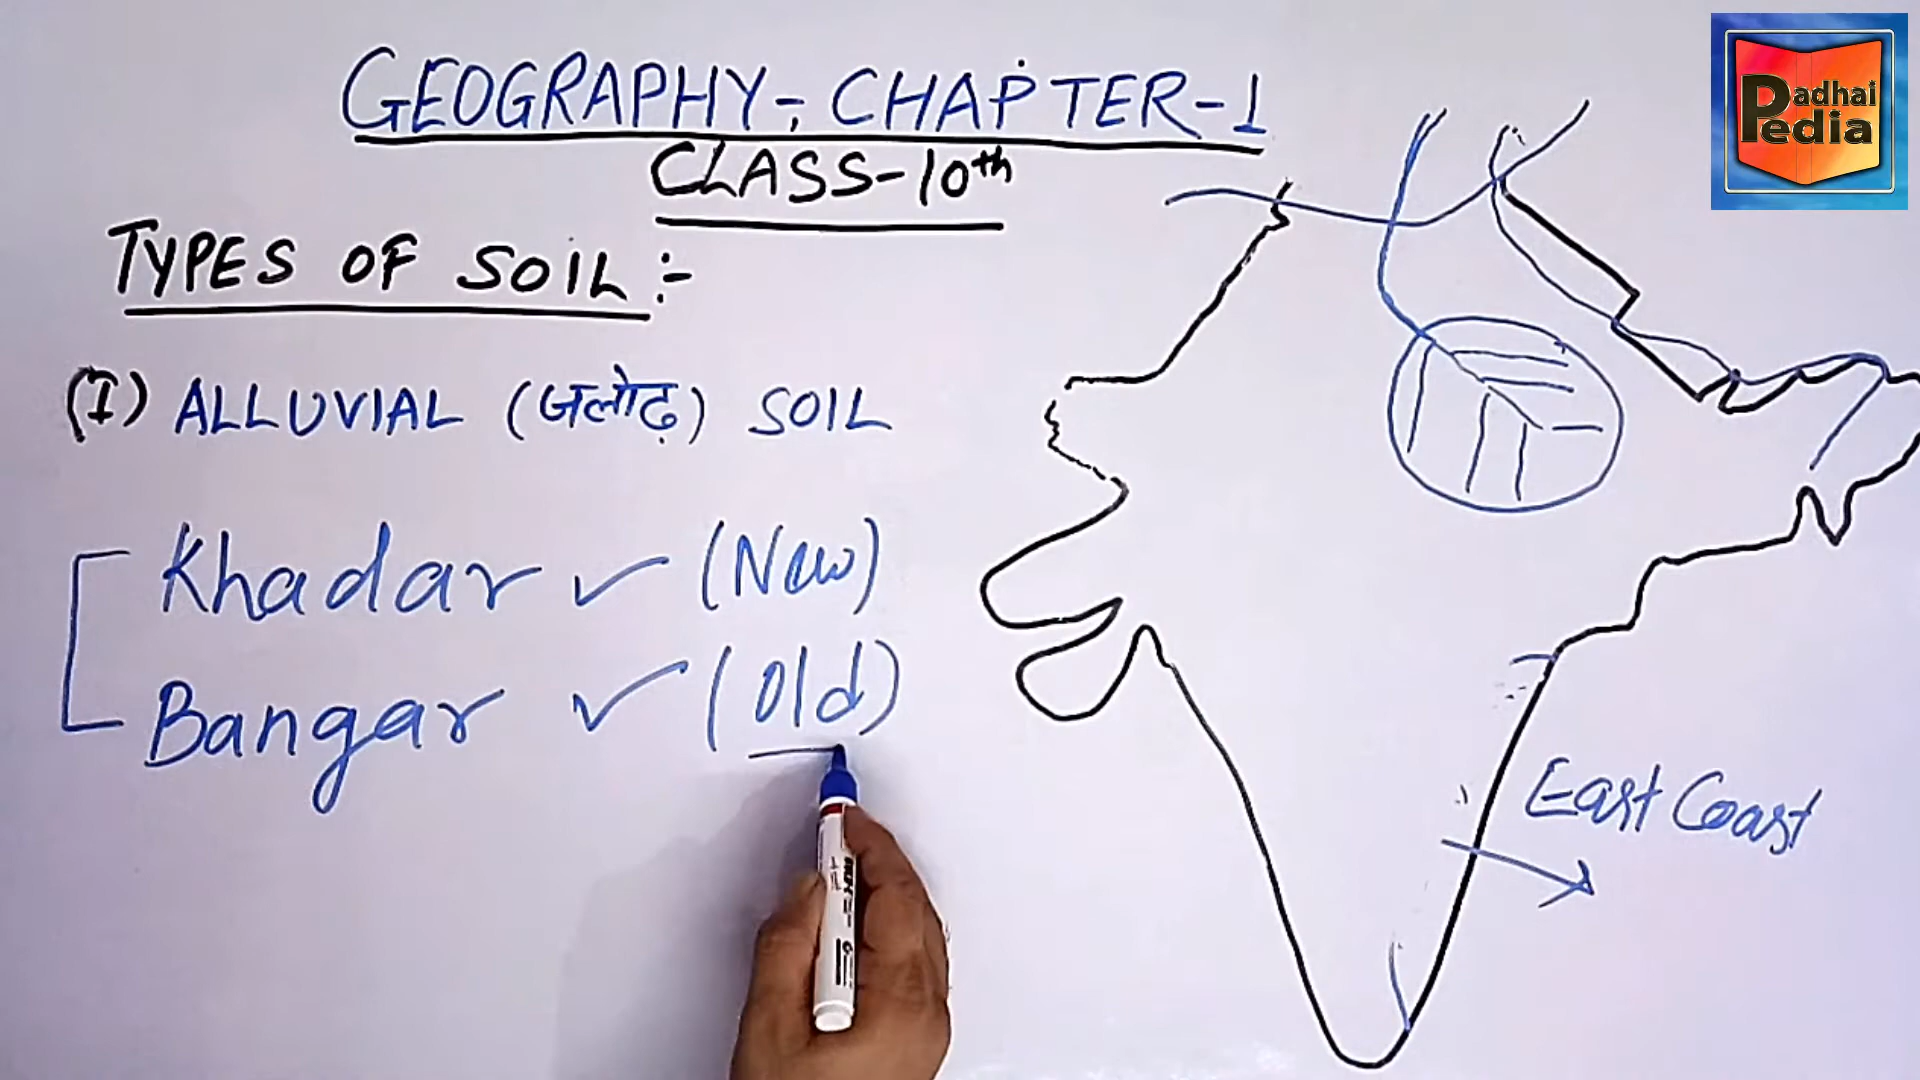 GEOGRAPHY:- CHAPTER-1
CLASS-10th
TYPES OF SOIL:-
(I) ALLUVIAL (जलोढ़) SOIL
Khadar ✓ (New)
Bangar ✓ (Old)
East Coast
Padhai
Pedia